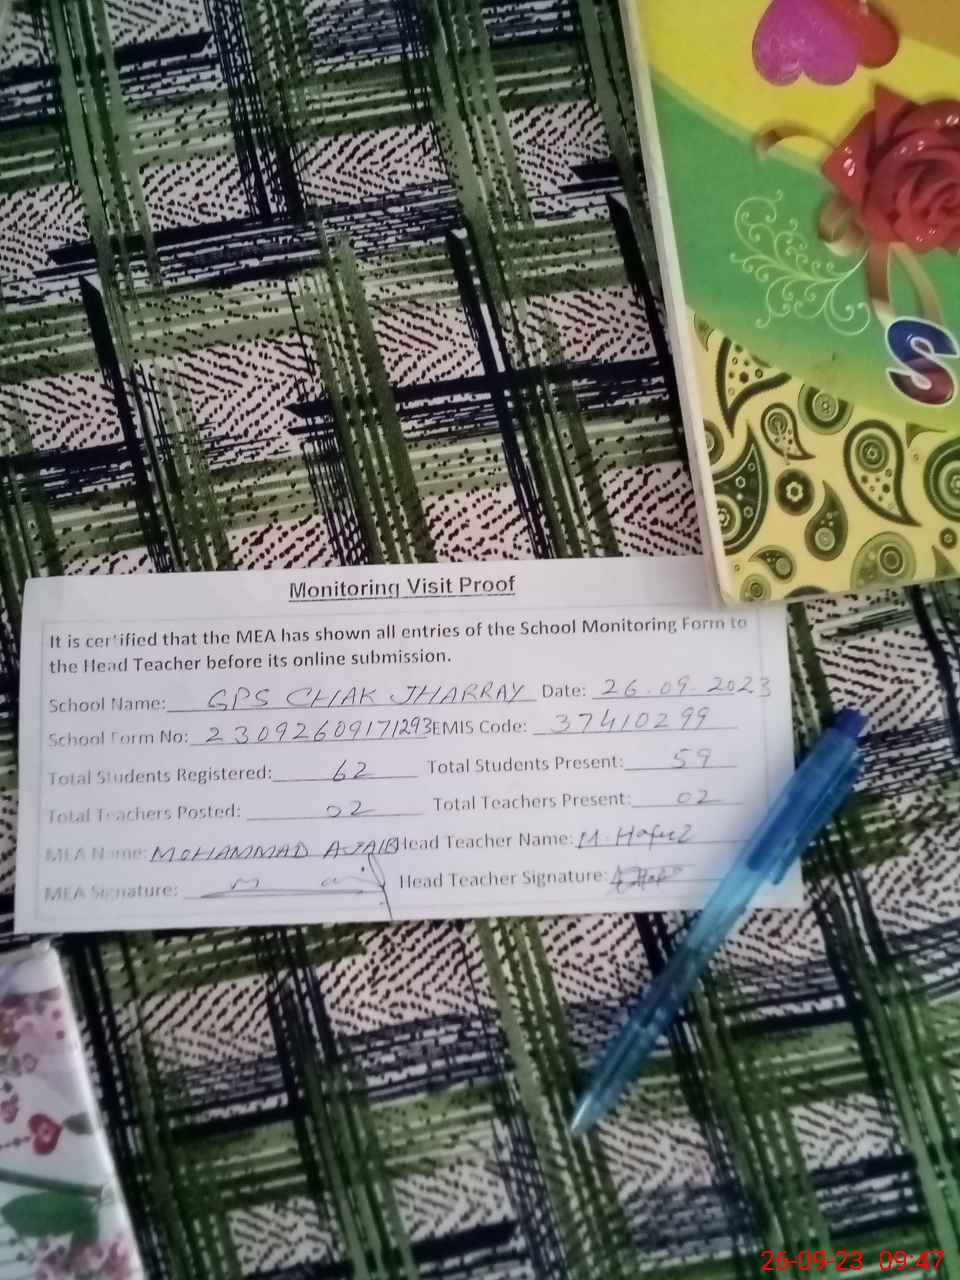 S
Monitoring Visit Proof
It is certified that the MEA has shown all entries of the School Monitoring Form to
the Head Teacher before its online submission.
School Name: GPS CHAK JHARRAY Date: 26.09.2023
School Form No: 23092609171293 EMIS Code: 37410299
Total Students Registered: 62 Total Students Present: 59
Total Teachers Posted: 02 Total Teachers Present: 02
MEA Name: MOHAMMAD AJAIB Head Teacher Name: M. Hafeez
MEA Signature: Head Teacher Signature:
26-09-23 09:47